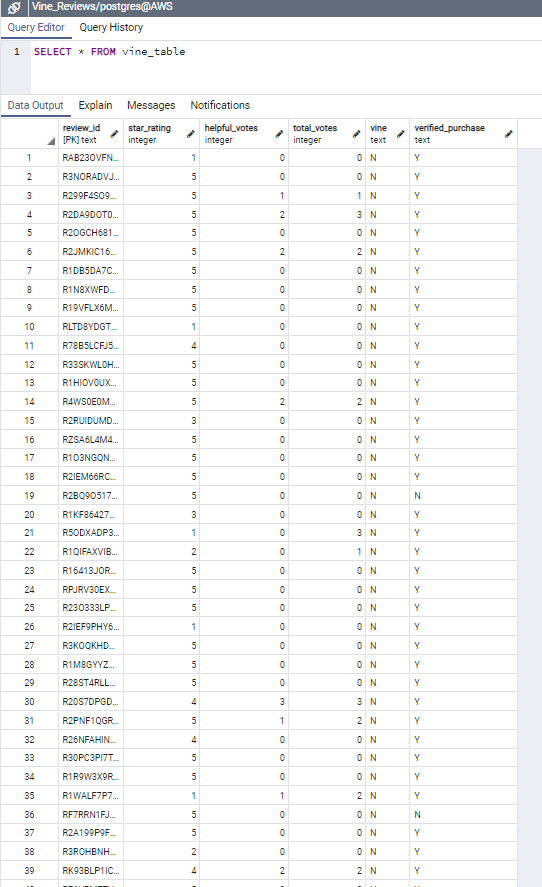 Vine_Reviews/postgres@AWS
Query Editor Query History
1 SELECT * FROM vine_table
Data Output Explain Messages Notifications
review_id star_rating helpful_votes total_votes vine verified_purchase
[PK] text integer integer integer text text
1 RAB23OVFN... 1 0 0 N Y
2 R3NORADVJ... 5 0 0 N Y
3 R299F4SO9... 5 1 1 N Y
4 R2DA9DOT0... 5 2 3 N Y
5 R2OGCH681... 5 0 0 N Y
6 R2JMKIC16... 5 2 2 N Y
7 R1DB5DA7C... 5 0 0 N Y
8 R1N8XWFD... 5 0 0 N Y
9 R19VFLX6M... 5 0 0 N Y
10 RLTD8YDGT... 1 0 0 N Y
11 R78B5LCFJ5... 4 0 0 N Y
12 R33SKWL0H... 5 0 0 N Y
13 R1HIOV0UX... 5 0 0 N Y
14 R4WS0E0M... 5 2 2 N Y
15 R2RUIDUMD... 3 0 0 N Y
16 RZSA6L4M4... 5 0 0 N Y
17 R1O3NGQN... 5 0 0 N Y
18 R2IEM66RC... 5 0 0 N Y
19 R2BQ9O517... 5 0 0 N N
20 R1KF86427... 3 0 0 N Y
21 R5ODXADP3... 1 0 3 N Y
22 R1QIFAXVIB... 2 0 1 N Y
23 R16413JOR... 5 0 0 N Y
24 RPJRV30EX... 5 0 0 N Y
25 R23O333LP... 5 0 0 N Y
26 R2IEF9PHY6... 1 0 0 N Y
27 R3KOQKHD... 5 0 0 N Y
28 R1M8GYYZ... 5 0 0 N Y
29 R28ST4RLL... 5 0 0 N Y
30 R20S7DPGD... 4 3 3 N Y
31 R2PNF1QGR... 5 1 2 N Y
32 R26NFAHIN... 4 0 0 N Y
33 R30PC3PI7T... 5 0 0 N Y
34 R1R9W3X9R... 5 0 0 N Y
35 R1WALF7P7... 1 1 2 N Y
36 RF7RRN1FJ... 5 0 0 N N
37 R2A199P9F... 5 0 0 N Y
38 R3ROHBNH... 2 0 0 N Y
39 RK93BLP1IC... 4 2 2 N Y